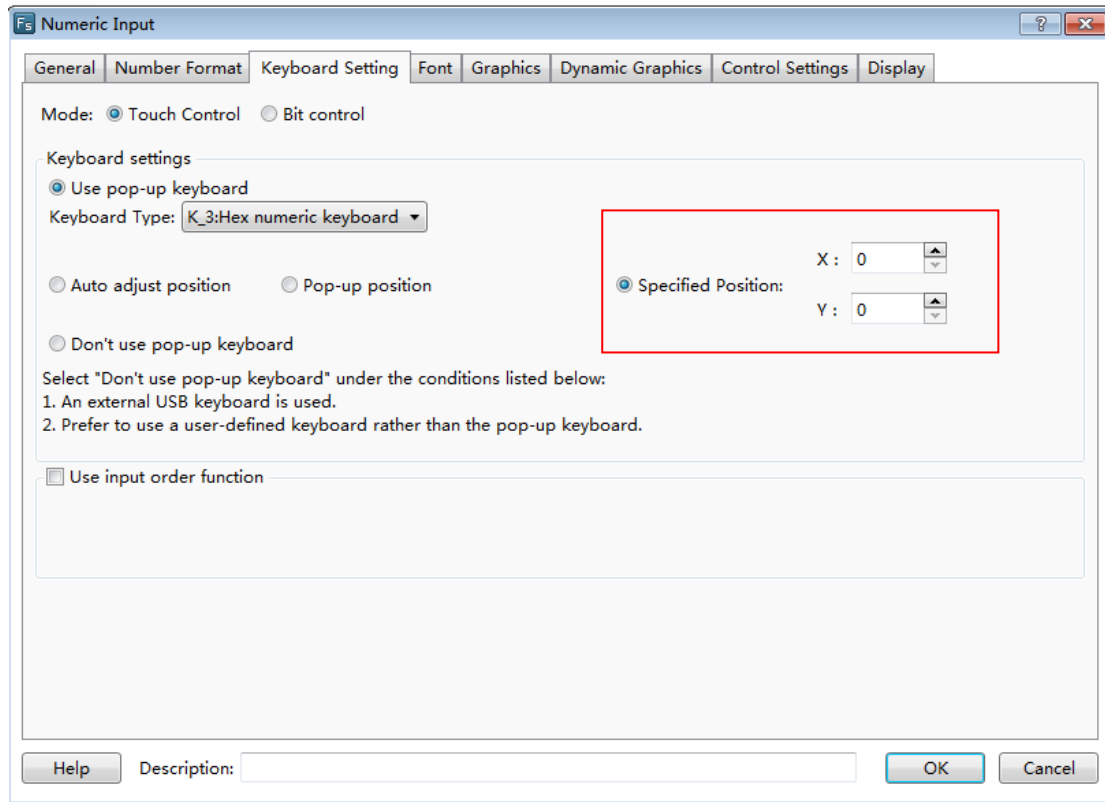 Fs Numeric Input
General Number Format Keyboard Setting Font Graphics Dynamic Graphics Control Settings Display
Mode: Touch Control Bit control
Keyboard settings
Use pop-up keyboard
Keyboard Type: K_3:Hex numeric keyboard
X : 0
Auto adjust position Pop-up position Specified Position:
Y : 0
Don't use pop-up keyboard
Select "Don't use pop-up keyboard" under the conditions listed below:
1. An external USB keyboard is used.
2. Prefer to use a user-defined keyboard rather than the pop-up keyboard.
Use input order function
Help Description: OK Cancel